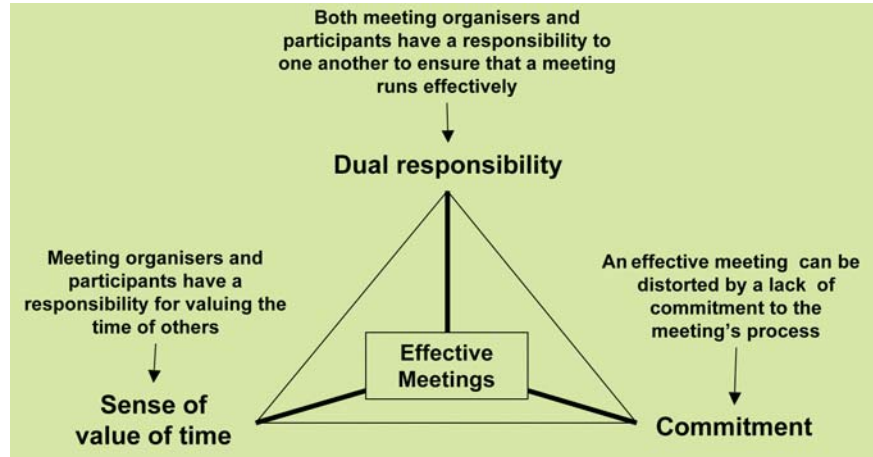 Both meeting organisers and
participants have a responsibility to
one another to ensure that a meeting
runs effectively
Dual responsibility
Meeting organisers and
participants have a
responsibility for valuing the
time of others
An effective meeting can be
distorted by a lack of
commitment to the
meeting's process
Effective
Meetings
Sense of
value of time
Commitment